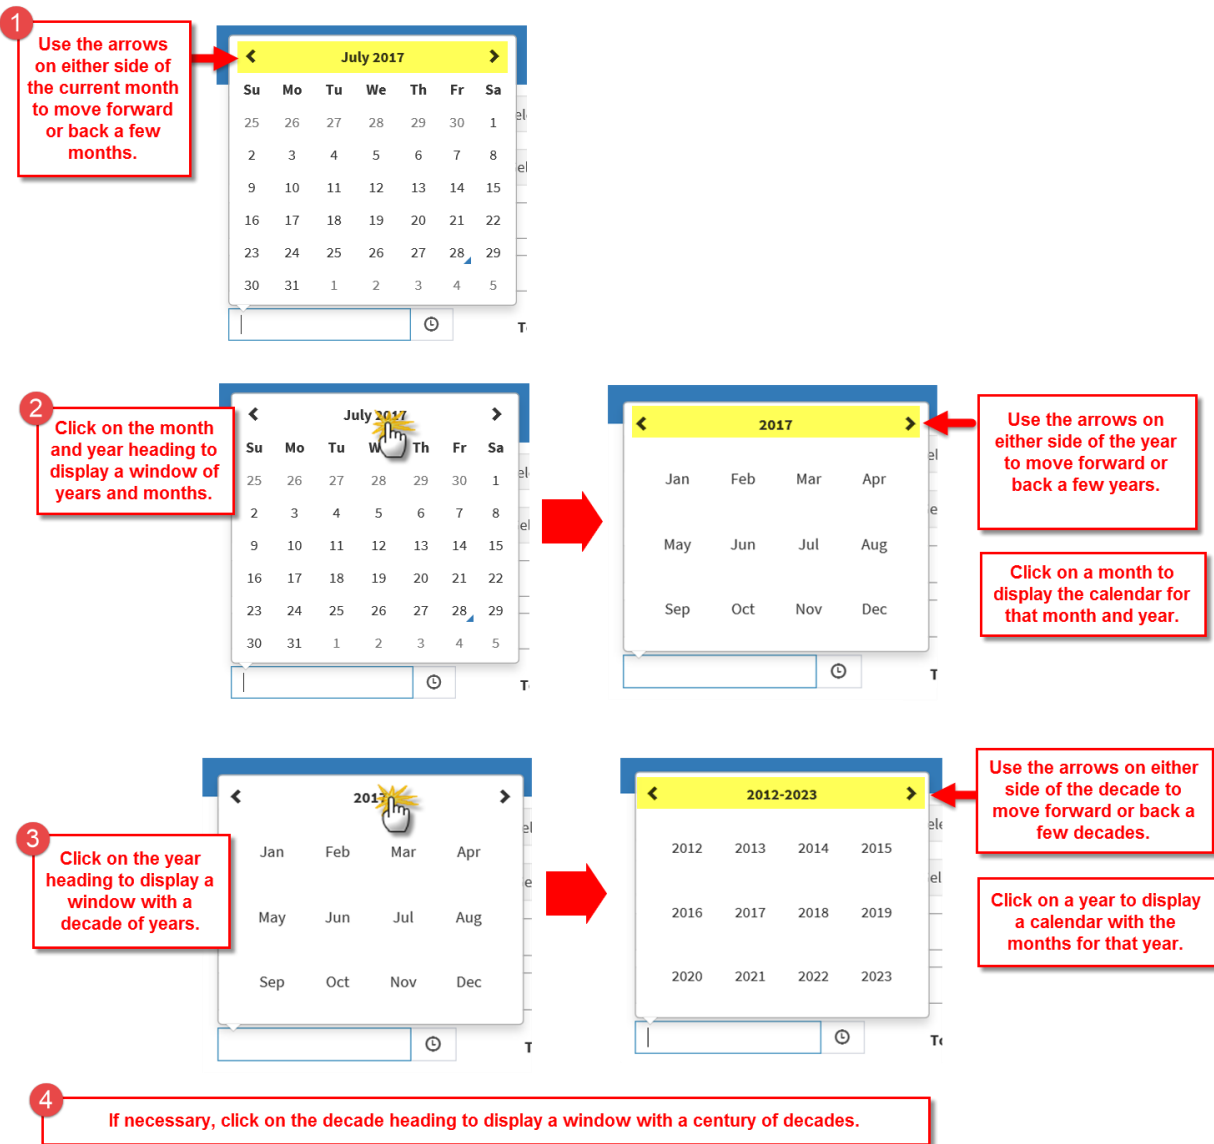 1
Use the arrows
on either side of
the current month
to move forward
or back a few
months.
July 2017
Su Mo Tu We Th Fr Sa
25 26 27 28 29 30 1
2 3 4 5 6 7 8
9 10 11 12 13 14 15
16 17 18 19 20 21 22
23 24 25 26 27 28 29
30 31 1 2 3 4 5
2
Click on the month
and year heading to
display a window of
years and months.
July 2017
Su Mo Tu Th Fr Sa
25 26 27 28 29 30 1
2 3 4 5 6 7 8
9 10 11 12 13 14 15
16 17 18 19 20 21 22
23 24 25 26 27 28 29
30 31 1 2 3 4 5
2017
Jan Feb Mar Apr
May Jun Jul Aug
Sep Oct Nov Dec
Use the arrows on
either side of the year
to move forward or
back a few years.
Click on a month to
display the calendar for
that month and year.
3
Click on the year
heading to display a
window with a
decade of years.
2017
Jan Feb Mar Apr
May Jun Jul Aug
Sep Oct Nov Dec
2012-2023
2012 2013 2014 2015
2016 2017 2018 2019
2020 2021 2022 2023
Use the arrows on either
side of the decade to
move forward or back a
few decades.
Click on a year to display
a calendar with the
months for that year.
4
If necessary, click on the decade heading to display a window with a century of decades.